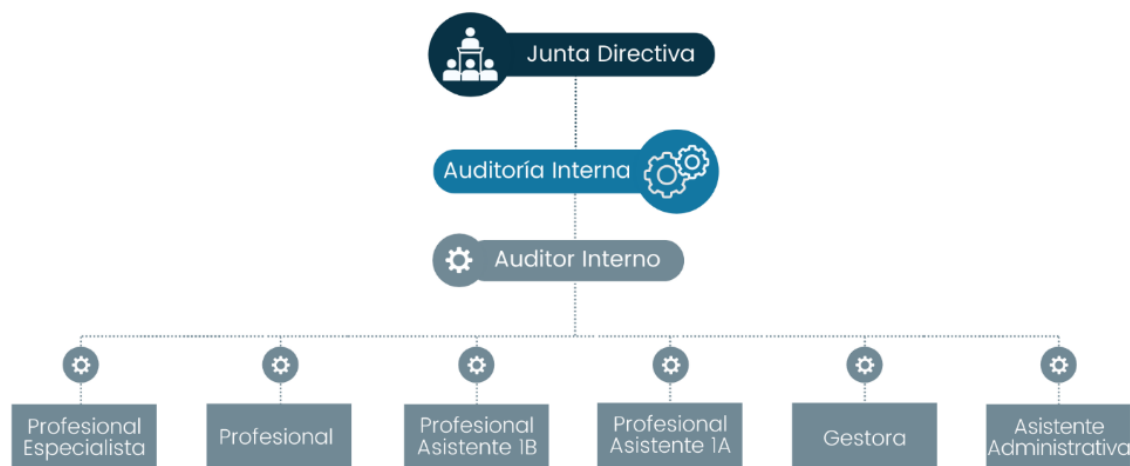 Junta Directiva
Auditoría Interna
Auditor Interno
Profesional
Especialista
Profesional
Profesional
Asistente 1B
Profesional
Asistente 1A
Gestora
Asistente
Administrativa